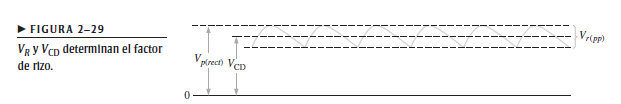 ▶ FIGURA 2–29
V_R y V_CD determinan el factor
de rizo.
V_p(rect) V_CD
V_r(pp)
0